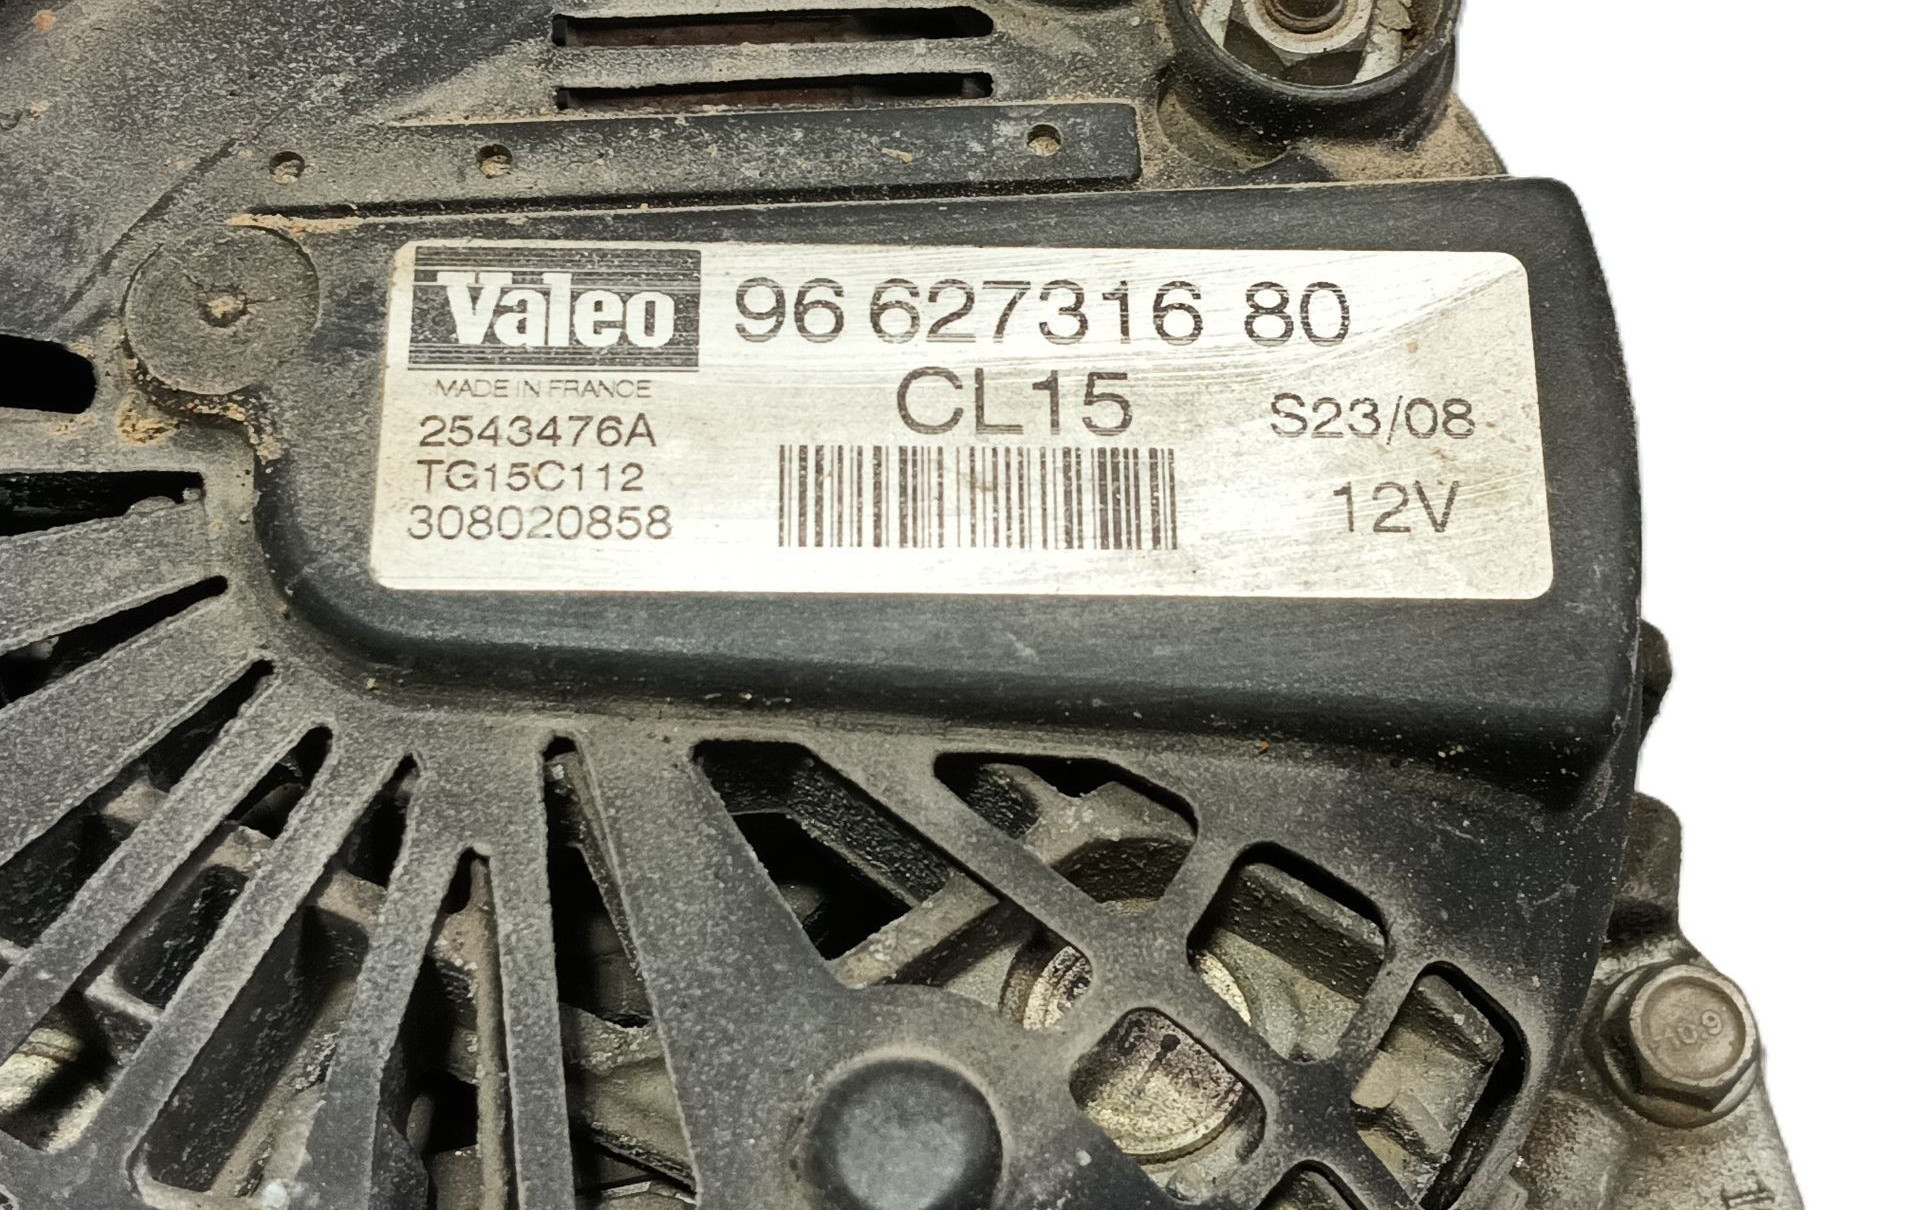 Valeo 96 627316 80
MADE IN FRANCE
CL15
S23/08
2543476A
TG15C112
308020858
12V
10.9